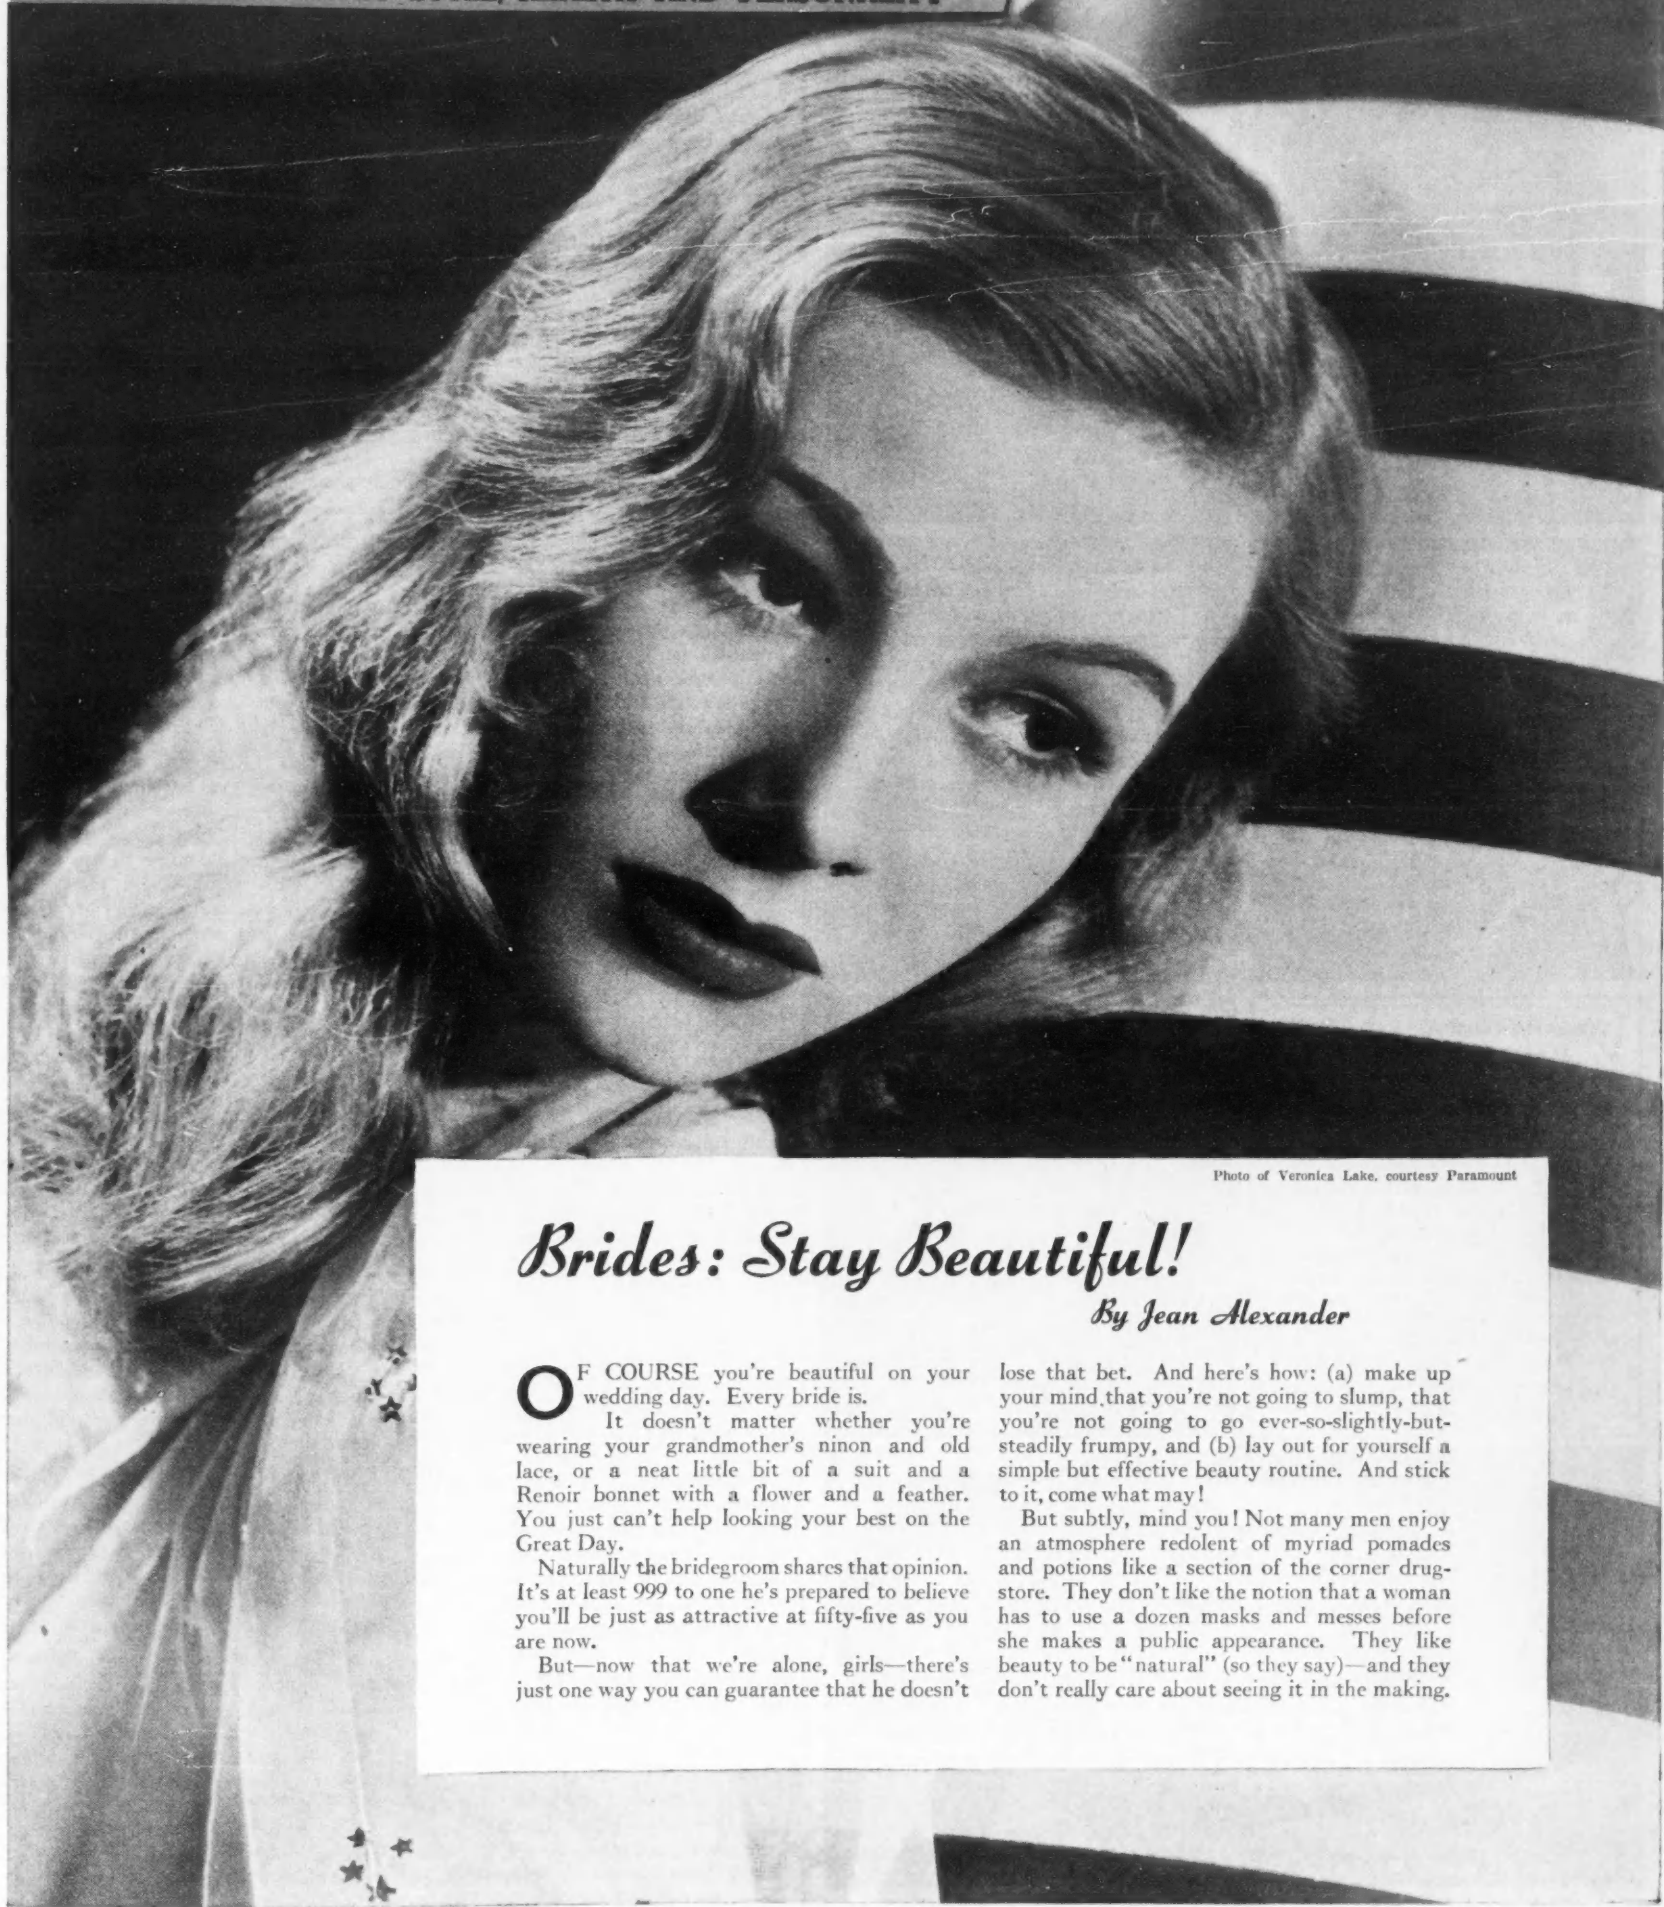 AND PERSONALITY
Photo of Veronica Lake, courtesy Paramount
Brides: Stay Beautiful!
By Jean Alexander
OF COURSE you're beautiful on your
wedding day. Every bride is.
It doesn't matter whether you're
wearing your grandmother's ninon and old
lace, or a neat little bit of a suit and a
Renoir bonnet with a flower and a feather.
You just can't help looking your best on the
Great Day.
Naturally the bridegroom shares that opinion.
It's at least 999 to one he's prepared to believe
you'll be just as attractive at fifty-five as you
are now.
But—now that we're alone, girls—there's
just one way you can guarantee that he doesn't
lose that bet. And here's how: (a) make up
your mind that you're not going to slump, that
you're not going to go ever-so-slightly-but-
steadily frumpy, and (b) lay out for yourself a
simple but effective beauty routine. And stick
to it, come what may!
But subtly, mind you! Not many men enjoy
an atmosphere redolent of myriad pomades
and potions like a section of the corner drug-
store. They don't like the notion that a woman
has to use a dozen masks and messes before
she makes a public appearance. They like
beauty to be "natural" (so they say)—and they
don't really care about seeing it in the making.